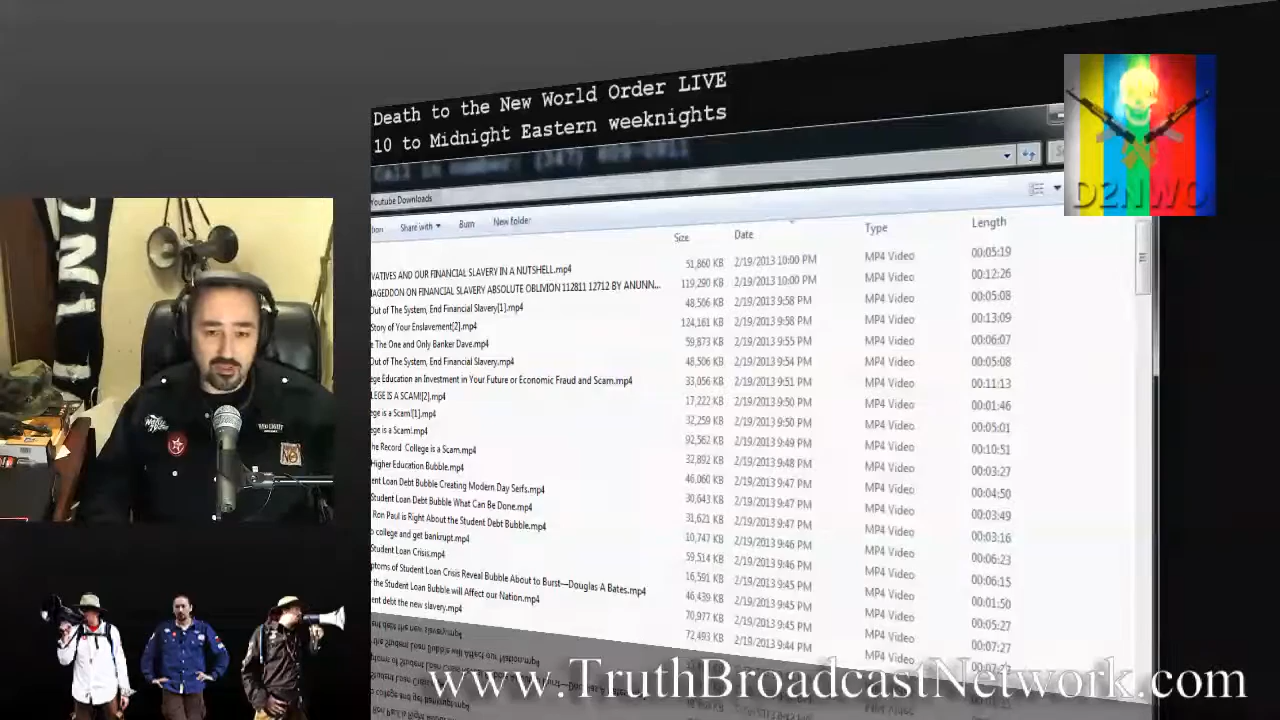 Death to the New World Order LIVE
10 to Midnight Eastern weeknights
D2NWO
Youtube Downloads
Share with
Burn
New folder
Size
Date
Type
Length
VATIVES AND OUR FINANCIAL SLAVERY IN A NUTSHELL.mp4 51,860 KB 2/19/2013 10:00 PM MP4 Video 00:05:19
AGEDDON ON FINANCIAL SLAVERY ABSOLUTE OBLIVION 112811 12712 BY ANUNN... 119,290 KB 2/19/2013 10:00 PM MP4 Video 00:12:26
Out of The System, End Financial Slavery[1].mp4 48,506 KB 2/19/2013 9:58 PM MP4 Video 00:05:08
Story of Your Enslavement[2].mp4 124,161 KB 2/19/2013 9:58 PM MP4 Video 00:13:09
e The One and Only Banker Dave.mp4 59,873 KB 2/19/2013 9:55 PM MP4 Video 00:06:07
Out of The System, End Financial Slavery.mp4 48,506 KB 2/19/2013 9:54 PM MP4 Video 00:05:08
ege Education an Investment in Your Future or Economic Fraud and Scam.mp4 33,056 KB 2/19/2013 9:51 PM MP4 Video 00:11:13
LEGE IS A SCAM![2].mp4 17,222 KB 2/19/2013 9:50 PM MP4 Video 00:01:46
ege is a Scam![1].mp4 32,259 KB 2/19/2013 9:50 PM MP4 Video 00:05:01
ege is a Scam!.mp4 92,562 KB 2/19/2013 9:49 PM MP4 Video 00:10:51
he Record College is a Scam.mp4 32,892 KB 2/19/2013 9:48 PM MP4 Video 00:03:27
Higher Education Bubble.mp4 46,060 KB 2/19/2013 9:47 PM MP4 Video 00:04:50
ent Loan Debt Bubble Creating Modern Day Serfs.mp4 30,643 KB 2/19/2013 9:47 PM MP4 Video 00:03:49
Student Loan Debt Bubble What Can Be Done.mp4 31,621 KB 2/19/2013 9:47 PM MP4 Video 00:03:16
Ron Paul is Right About the Student Debt Bubble.mp4 10,747 KB 2/19/2013 9:46 PM MP4 Video 00:06:23
o college and get bankrupt.mp4 59,514 KB 2/19/2013 9:46 PM MP4 Video 00:06:15
Student Loan Crisis.mp4 16,591 KB 2/19/2013 9:45 PM MP4 Video 00:01:50
ptoms of Student Loan Crisis Reveal Bubble About to Burst—Douglas A Bates.mp4 46,439 KB 2/19/2013 9:45 PM MP4 Video 00:05:27
the Student Loan Bubble will Affect our Nation.mp4 70,977 KB 2/19/2013 9:45 PM MP4 Video 00:07:27
ent debt the new slavery.mp4 72,493 KB 2/19/2013 9:44 PM MP4 Video
www.TruthBroadcastNetwork.com